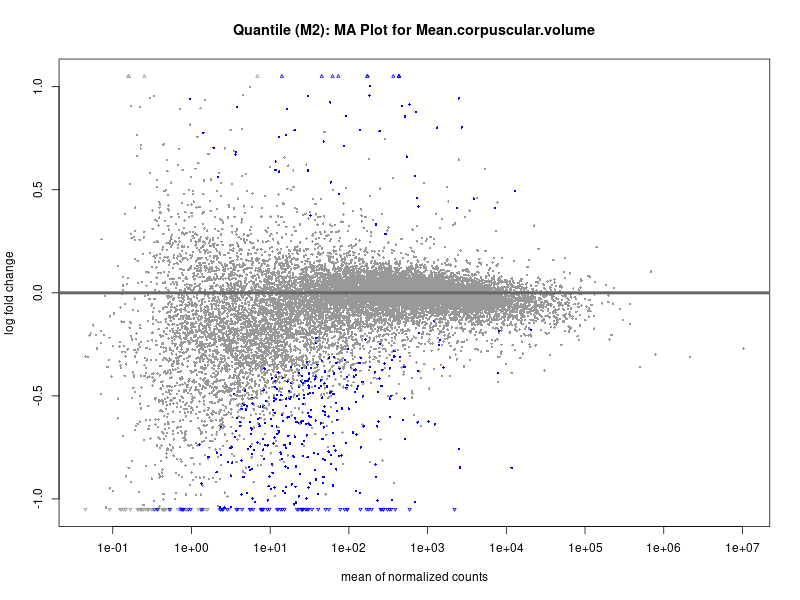 Quantile (M2): MA Plot for Mean.corpuscular.volume
log fold change
1.0
0.5
0.0
-0.5
-1.0
1e-01 1e+00 1e+01 1e+02 1e+03 1e+04 1e+05 1e+06 1e+07
mean of normalized counts